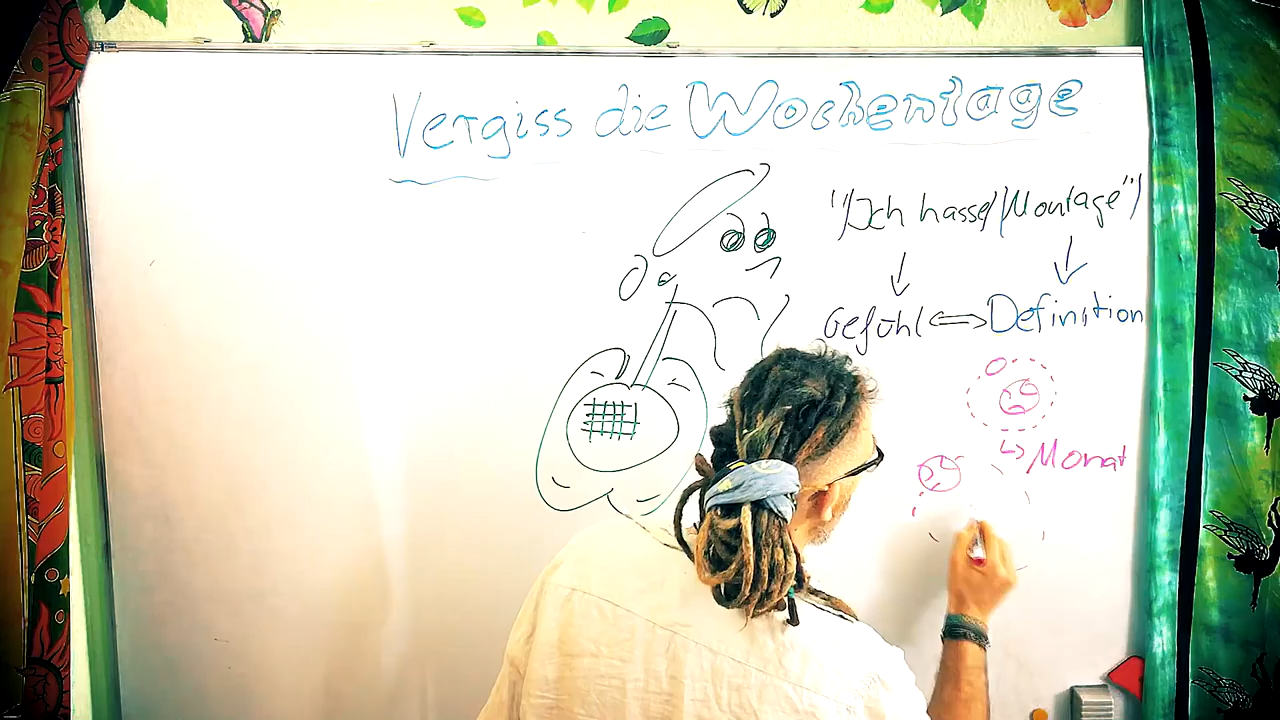 Vergiss die Wochentage
"/Ich hasse/(Montage")
Gefühl ⇔ Definition
↳ Monat